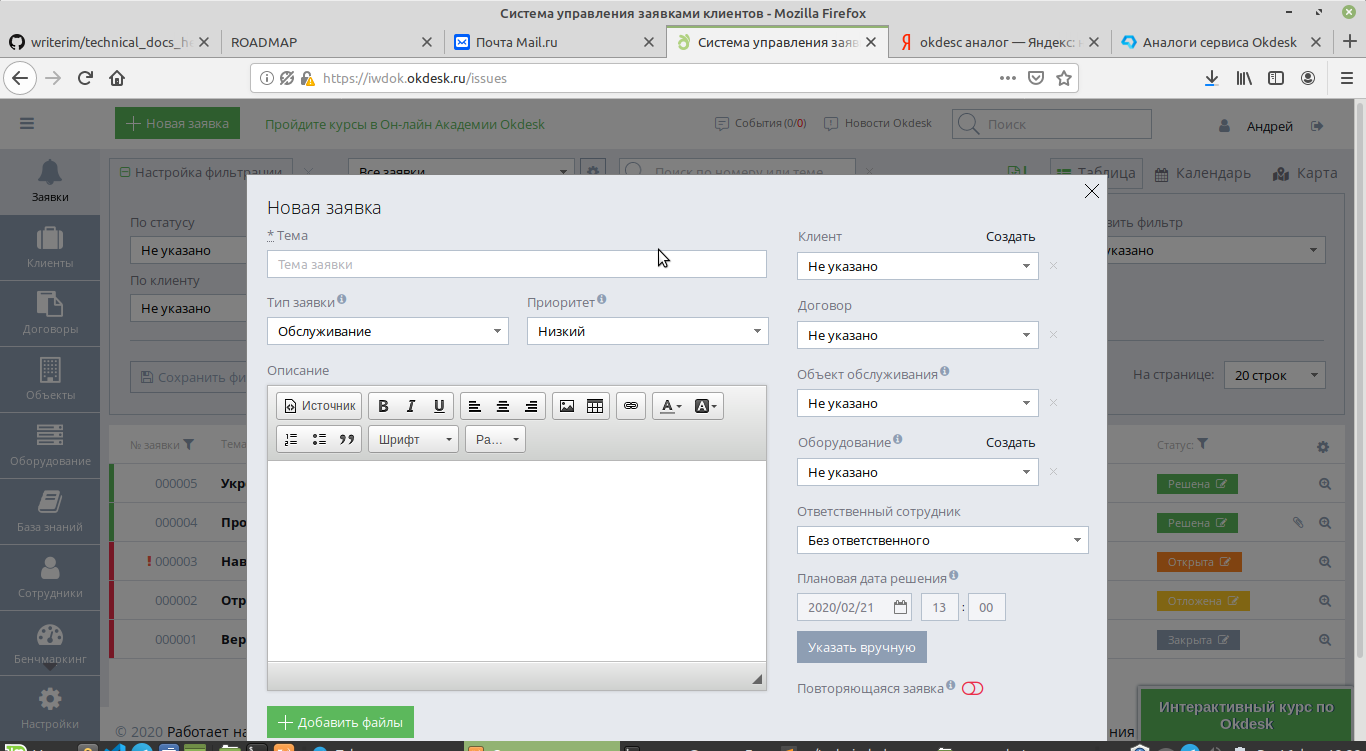 Система управления заявками клиентов - Mozilla Firefox
writerim/technical_docs_he
ROADMAP
Почта Mail.ru
Система управления заяв
okdesc аналог — Яндекс:
Аналоги сервиса Okdesk
https://iwdok.okdesk.ru/issues
Новая заявка
Пройдите курсы в Он-лайн Академии Okdesk
События (0/0)
Новости Okdesk
Поиск
Андрей
Заявки
Клиенты
Договоры
Объекты
Оборудование
База знаний
Сотрудники
Бенчмаркинг
Настройки
Настройка фильтрации
Все заявки
Поиск по номеру или теме
Таблица
Календарь
Карта
По статусу
Не указано
По клиенту
Не указано
вить фильтр
указано
Сохранить фи
На странице:
20 строк
№ заявки
Тема
Статус:
000005
Укр
Решена
000004
Про
Решена
! 000003
Нав
Открыта
000002
Отр
Отложена
000001
Вер
Закрыта
Новая заявка
* Тема
Тема заявки
Тип заявки
Обслуживание
Приоритет
Низкий
Описание
Источник
B I U
A A
Шрифт
Ра...
Добавить файлы
Клиент
Создать
Не указано
Договор
Не указано
Объект обслуживания
Не указано
Оборудование
Создать
Не указано
Ответственный сотрудник
Без ответственного
Плановая дата решения
2020/02/21
13 : 00
Указать вручную
Повторяющаяся заявка
© 2020 Работает на
ния
Интерактивный курс по
Okdesk